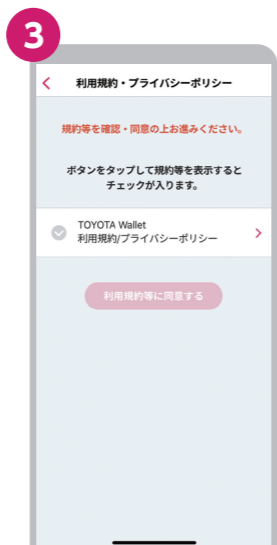 3
利用規約・プライバシーポリシー
規約等を確認・同意の上お進みください。
ボタンをタップして規約等を表示すると
チェックが入ります。
TOYOTA Wallet
利用規約/プライバシーポリシー
利用規約等に同意する